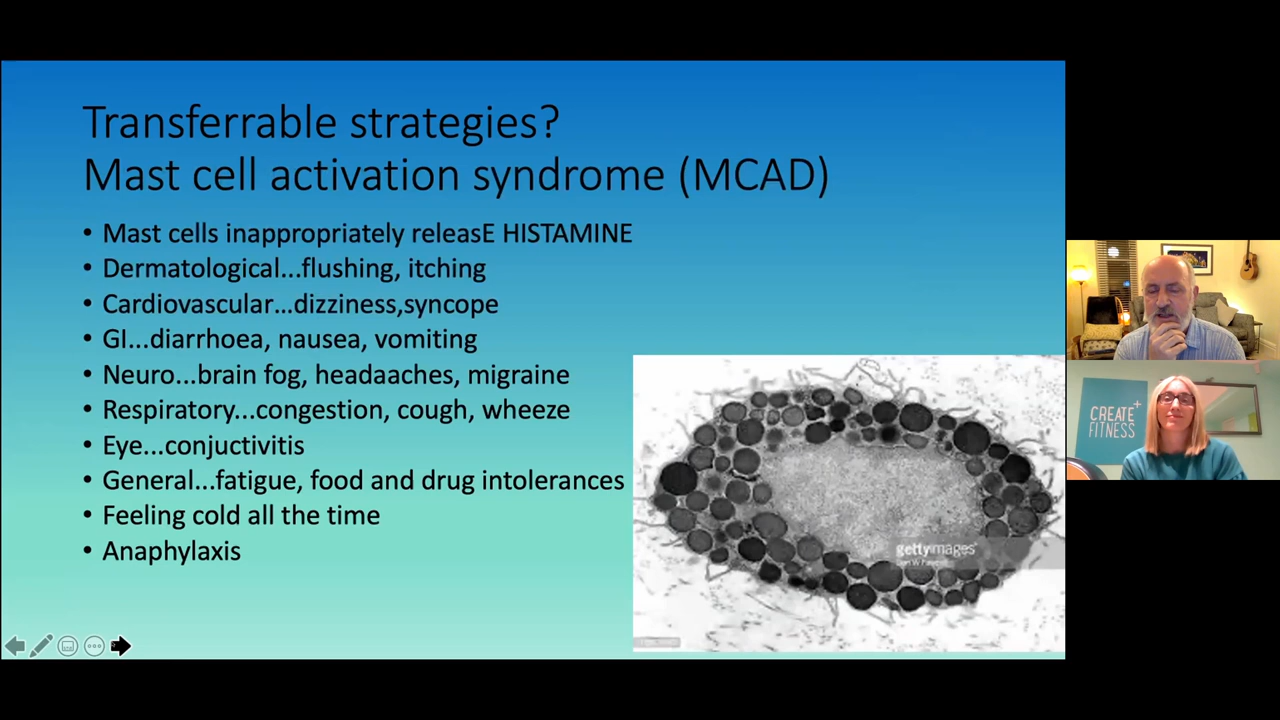 Transferrable strategies?
Mast cell activation syndrome (MCAD)
• Mast cells inappropriately releasE HISTAMINE
• Dermatological...flushing, itching
• Cardiovascular...dizziness,syncope
• GI...diarrhoea, nausea, vomiting
• Neuro...brain fog, headaaches, migraine
• Respiratory...congestion, cough, wheeze
• Eye...conjuctivitis
• General...fatigue, food and drug intolerances
• Feeling cold all the time
• Anaphylaxis
gettyimages
CREATE+
FITNESS